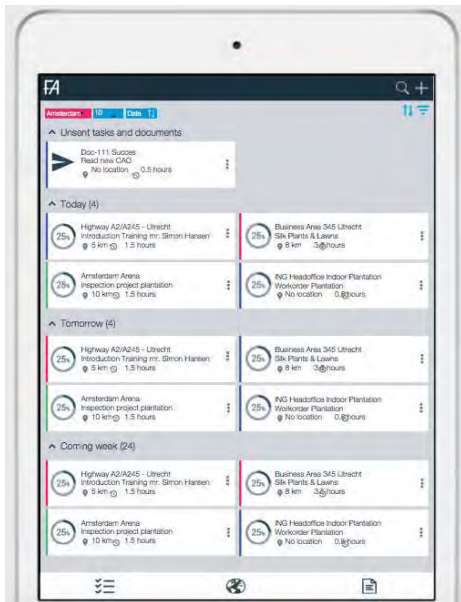 FA
Amsterdam 10 Date
Unsent tasks and documents
Doc-111 Succes
Read new CAO
No location 0.5 hours
Today (4)
Highway A2/A245 - Utrecht
Introduction Training mr. Simon Hansen
5 km 1.5 hours
Business Area 345 Utrecht
Silk Plants & Lawns
8 km 3 hours
25%
25%
Amsterdam Arena
Inspection project plantation
10 km 1.5 hours
ING Headoffice Indoor Plantation
Workorder Plantation
No location hours
25%
25%
Tomorrow (4)
Highway A2/A245 - Utrecht
Introduction Training mr. Simon Hansen
5 km 1.5 hours
Business Area 345 Utrecht
Silk Plants & Lawns
8 km hours
25%
25%
Amsterdam Arena
Inspection project plantation
10 km 1.5 hours
ING Headoffice Indoor Plantation
Workorder Plantation
No location hours
25%
25%
Coming week (24)
Highway A2/A245 - Utrecht
Introduction Training mr. Simon Hansen
5 km 1.5 hours
Business Area 345 Utrecht
Silk Plants & Lawns
8 km hours
25%
25%
Amsterdam Arena
Inspection project plantation
10 km 1.5 hours
ING Headoffice Indoor Plantation
Workorder Plantation
No location hours
25%
25%